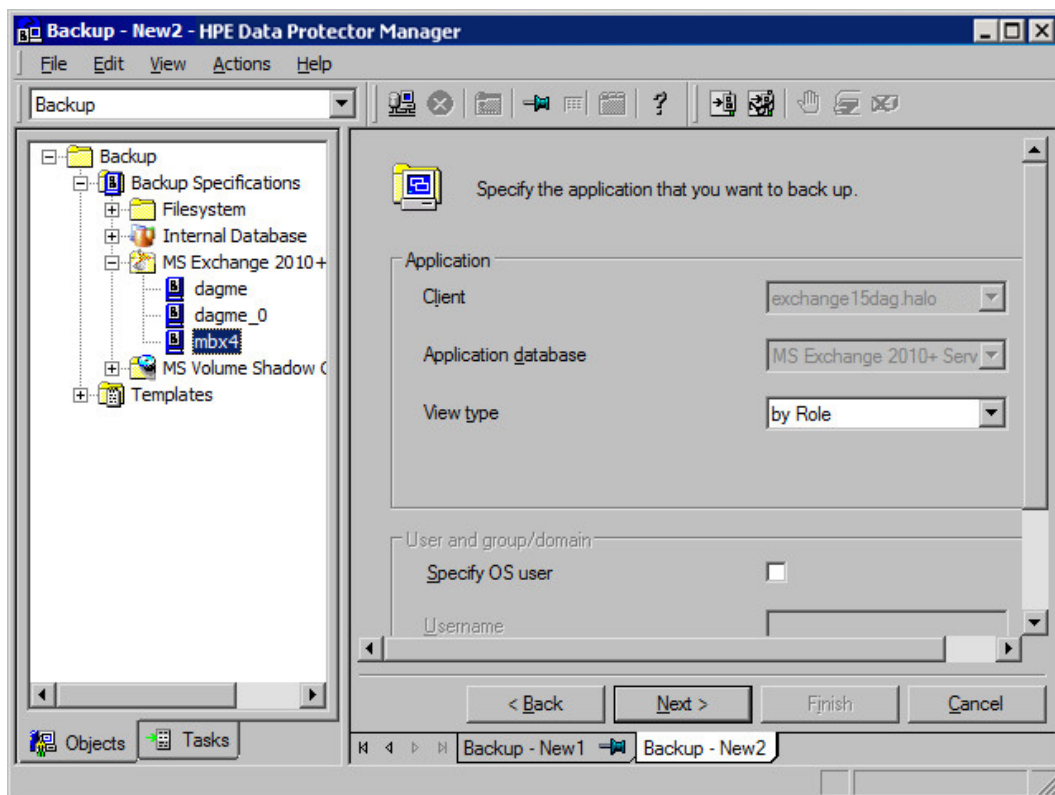 Backup - New2 - HPE Data Protector Manager
File Edit View Actions Help
Backup
Backup
Backup Specifications
Filesystem
Internal Database
MS Exchange 2010+
dagme
dagme_0
mbx4
MS Volume Shadow C
Templates
Objects
Tasks
Specify the application that you want to back up.
Application
Client
exchange15dag.halo
Application database
MS Exchange 2010+ Serv
View type
by Role
User and group/domain
Specify OS user
Username
< Back
Next >
Finish
Cancel
Backup - New1
Backup - New2